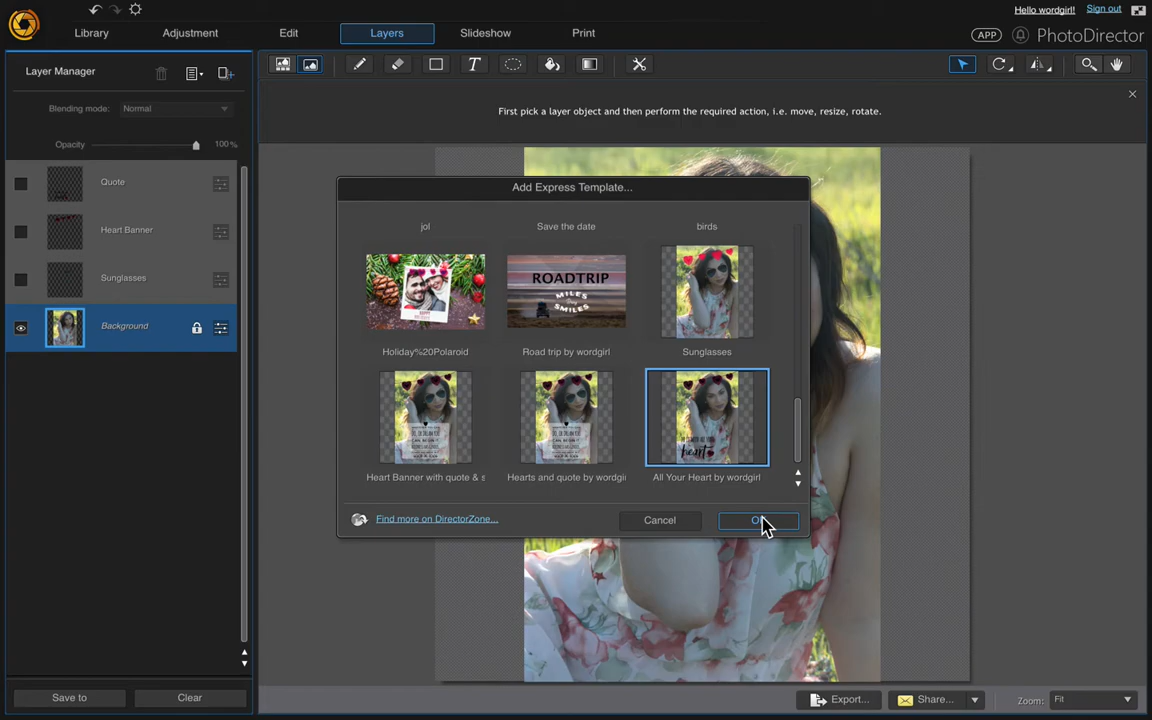 Hello wordgirl!
Sign out
Library
Adjustment
Edit
Layers
Slideshow
Print
APP
PhotoDirector
Layer Manager
Blending mode:
Normal
Opacity
100%
Quote
Heart Banner
Sunglasses
Background
First pick a layer object and then perform the required action, i.e. move, resize, rotate.
Add Express Template...
jol
Save the date
birds
ROADTRIP
MILES
SMILES
Holiday%20Polaroid
Road trip by wordgirl
Sunglasses
heart
Heart Banner with quote & s
Hearts and quote by wordgi
All Your Heart by wordgirl
Find more on DirectorZone...
Cancel
Save to
Clear
Export...
Share...
Zoom:
Fit